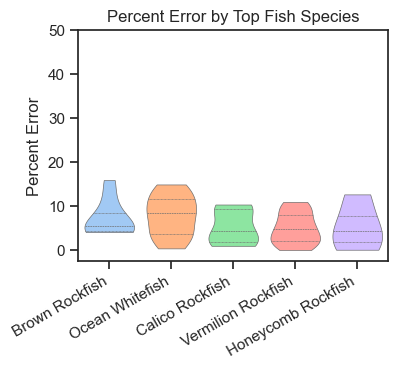 Percent Error by Top Fish Species
Percent Error
50
40
30
20
10
0
Brown Rockfish
Ocean Whitefish
Calico Rockfish
Vermilion Rockfish
Honeycomb Rockfish